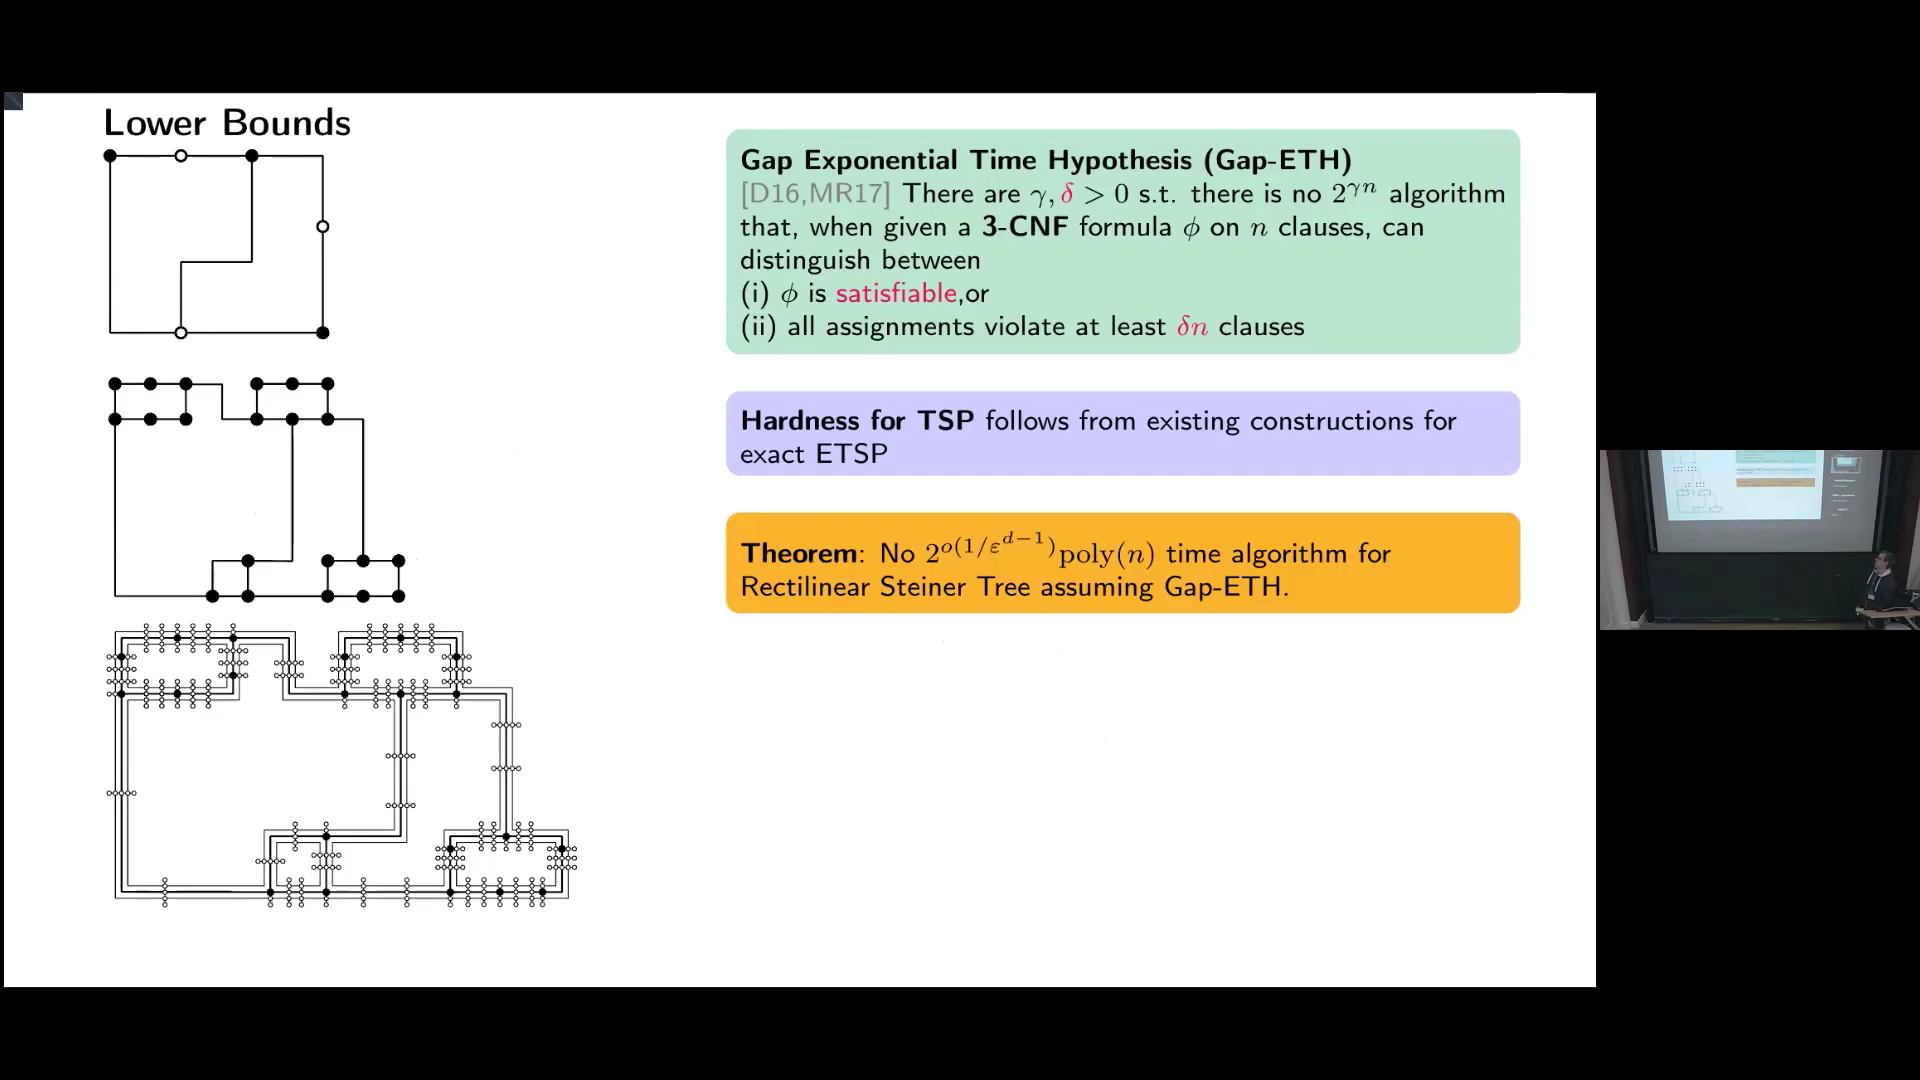 Lower Bounds
Gap Exponential Time Hypothesis (Gap-ETH)
[D16,MR17] There are γ, δ > 0 s.t. there is no 2^{γn} algorithm
that, when given a 3-CNF formula ϕ on n clauses, can
distinguish between
(i) ϕ is satisfiable,or
(ii) all assignments violate at least δn clauses
Hardness for TSP follows from existing constructions for
exact ETSP
Theorem: No 2^{o(1/ε^{d−1})}poly(n) time algorithm for
Rectilinear Steiner Tree assuming Gap-ETH.